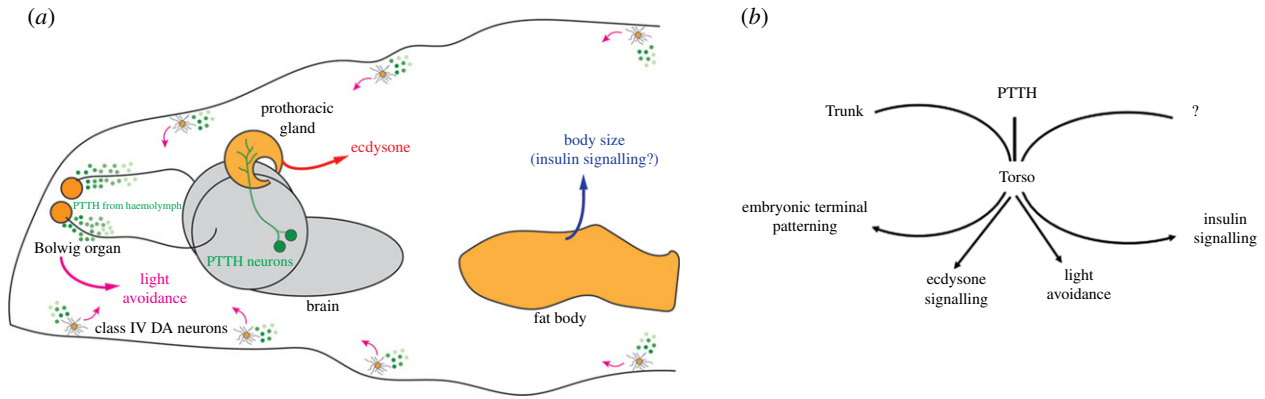 (a)
prothoracic
gland
ecdysone
PTTH from haemolymph
Bolwig organ
PTTH neurons
light
avoidance
brain
class IV DA neurons
body size
(insulin signalling?)
fat body
(b)
PTTH
Trunk
?
Torso
embryonic terminal
patterning
insulin
signalling
ecdysone
signalling
light
avoidance